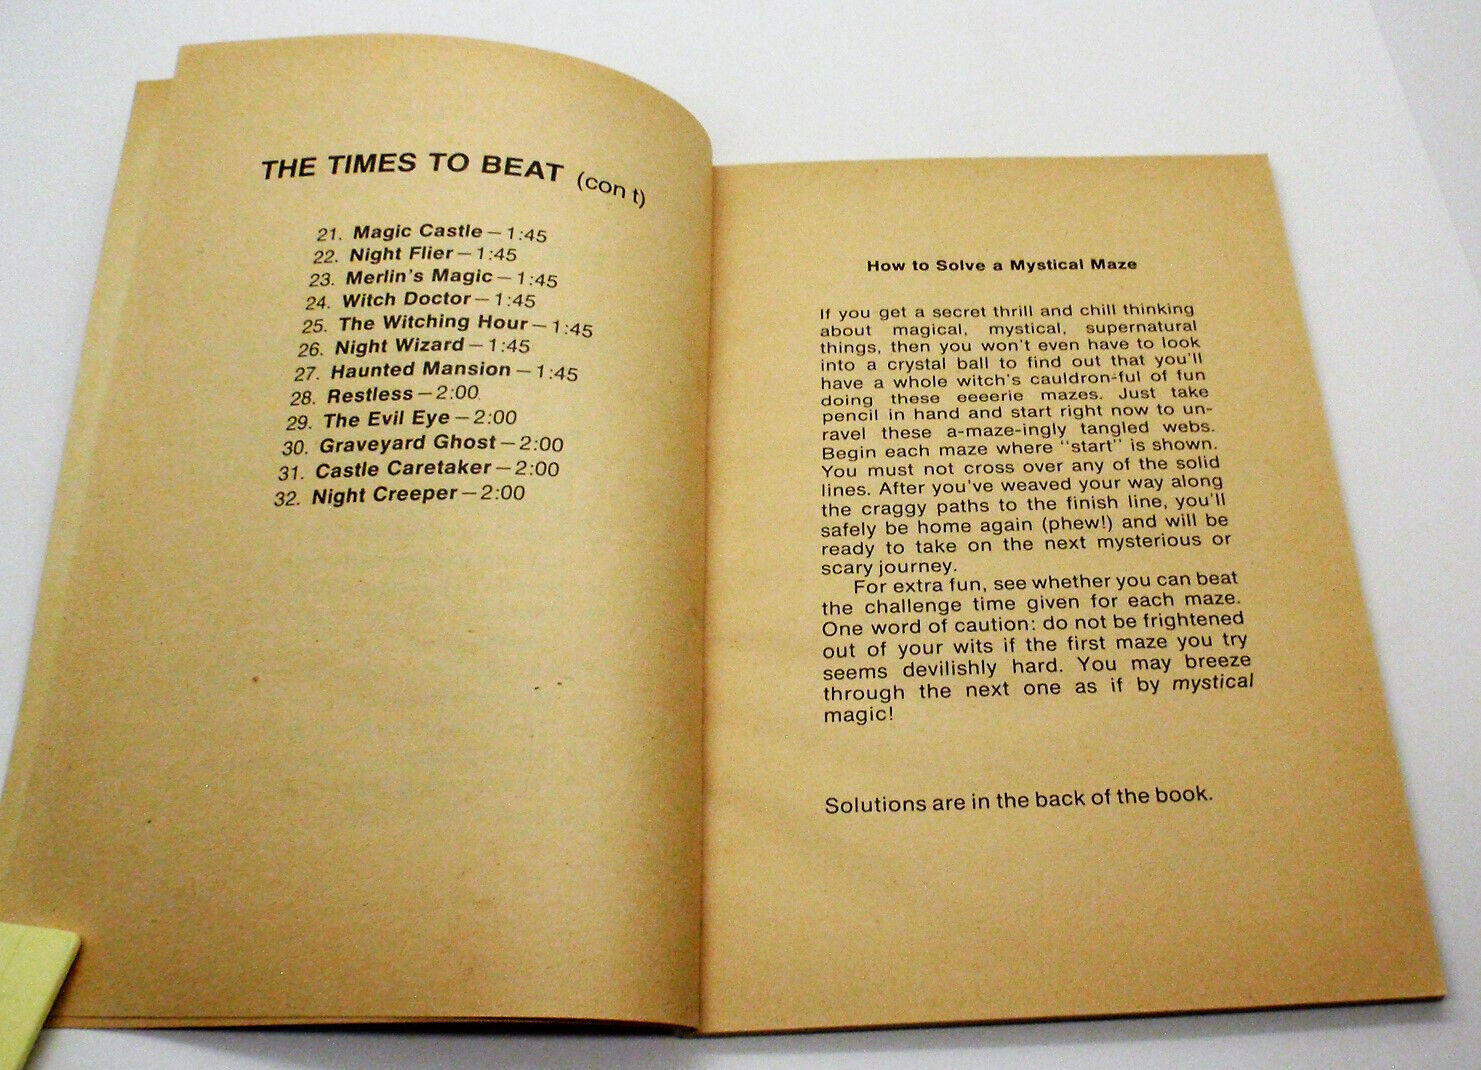 THE TIMES TO BEAT (con t)
21. Magic Castle—1:45
22. Night Flier—1:45
23. Merlin's Magic—1:45
24. Witch Doctor—1:45
25. The Witching Hour—1:45
26. Night Wizard—1:45
27. Haunted Mansion—1:45
28. Restless—2:00
29. The Evil Eye—2:00
30. Graveyard Ghost—2:00
31. Castle Caretaker—2:00
32. Night Creeper—2:00
How to Solve a Mystical Maze
If you get a secret thrill and chill thinking
about magical, mystical, supernatural
things, then you won't even have to look
into a crystal ball to find out that you'll
have a whole witch's cauldron-ful of fun
doing these eeeerie mazes. Just take
pencil in hand and start right now to un-
ravel these a-maze-ingly tangled webs.
Begin each maze where "start" is shown.
You must not cross over any of the solid
lines. After you've weaved your way along
the craggy paths to the finish line, you'll
safely be home again (phew!) and will be
ready to take on the next mysterious or
scary journey.
For extra fun, see whether you can beat
the challenge time given for each maze.
One word of caution: do not be frightened
out of your wits if the first maze you try
seems devilishly hard. You may breeze
through the next one as if by mystical
magic!
Solutions are in the back of the book.